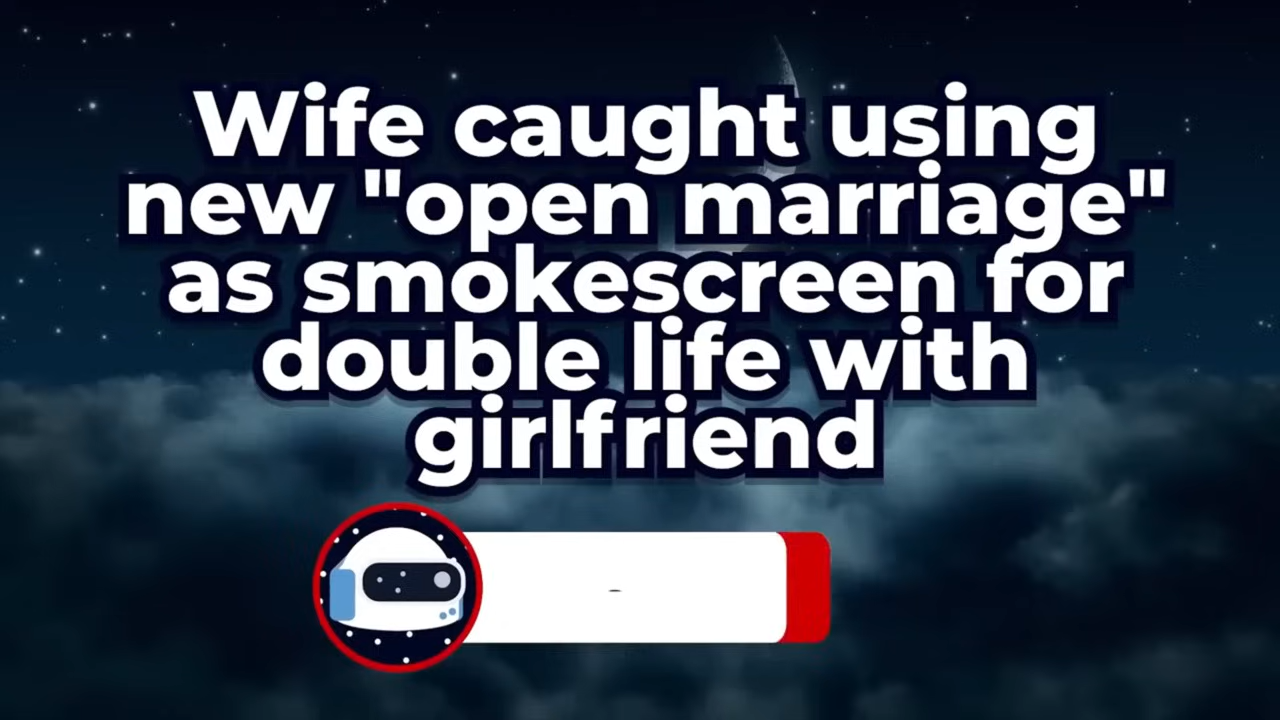 Wife caught using
new "open marriage"
as smokescreen for
double life with
girlfriend